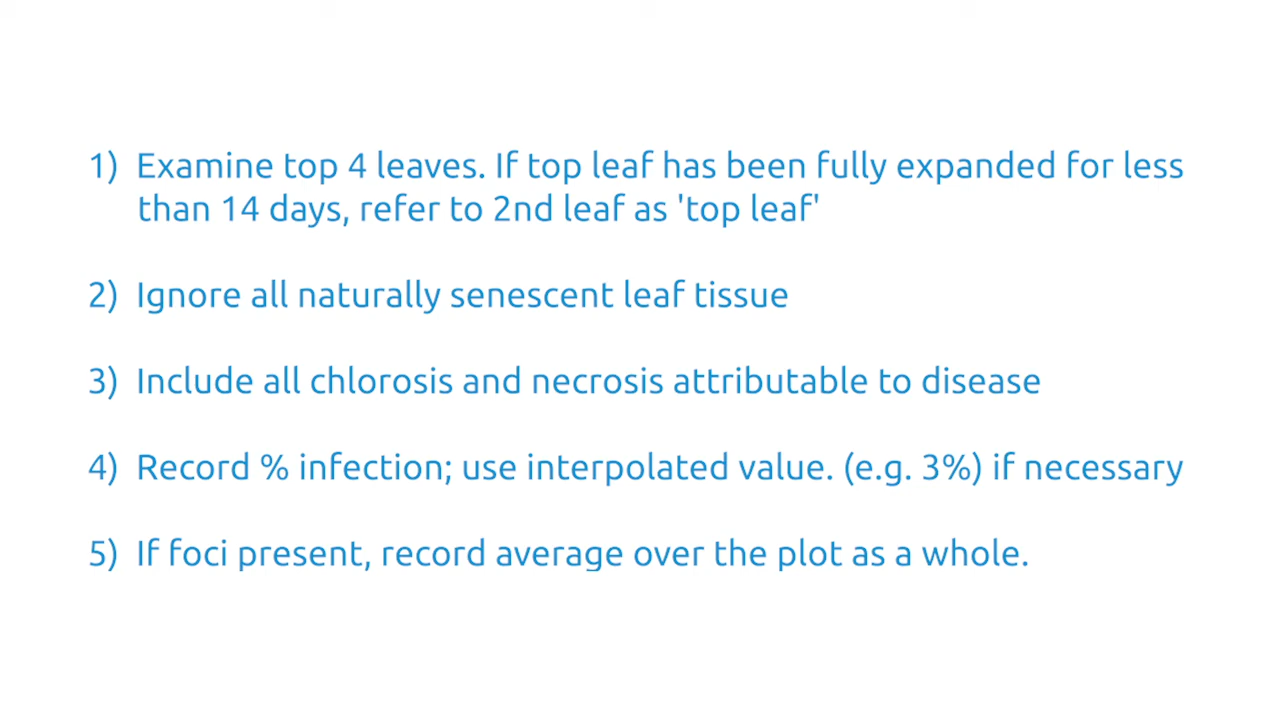 1) Examine top 4 leaves. If top leaf has been fully expanded for less
than 14 days, refer to 2nd leaf as 'top leaf'
2) Ignore all naturally senescent leaf tissue
3) Include all chlorosis and necrosis attributable to disease
4) Record % infection; use interpolated value. (e.g. 3%) if necessary
5) If foci present, record average over the plot as a whole.